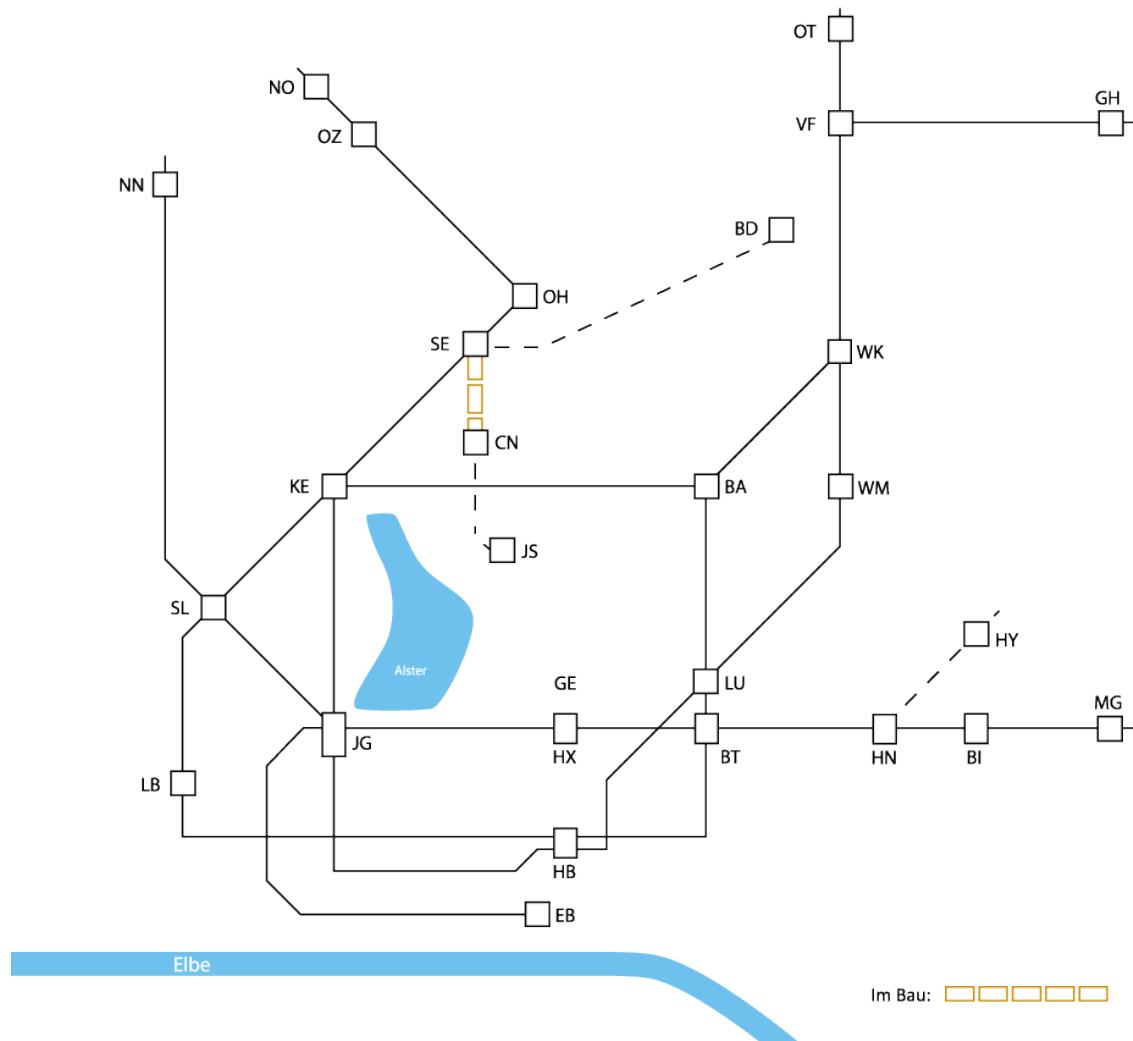 OT
NO
GH
VF
OZ
NN
BD
OH
SE
WK
CN
KE
BA
WM
JS
SL
HY
Alster
GE
LU
MG
JG
HX
BT
HN
BI
LB
HB
EB
Elbe
Im Bau: